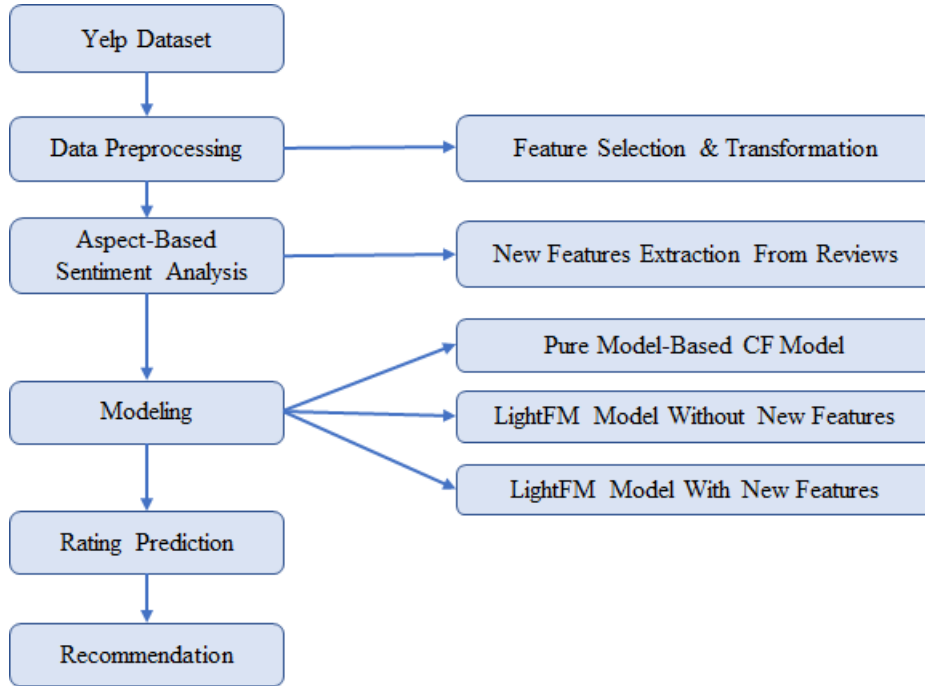 Yelp Dataset
Data Preprocessing
Feature Selection & Transformation
Aspect-Based
Sentiment Analysis
New Features Extraction From Reviews
Pure Model-Based CF Model
Modeling
LightFM Model Without New Features
LightFM Model With New Features
Rating Prediction
Recommendation